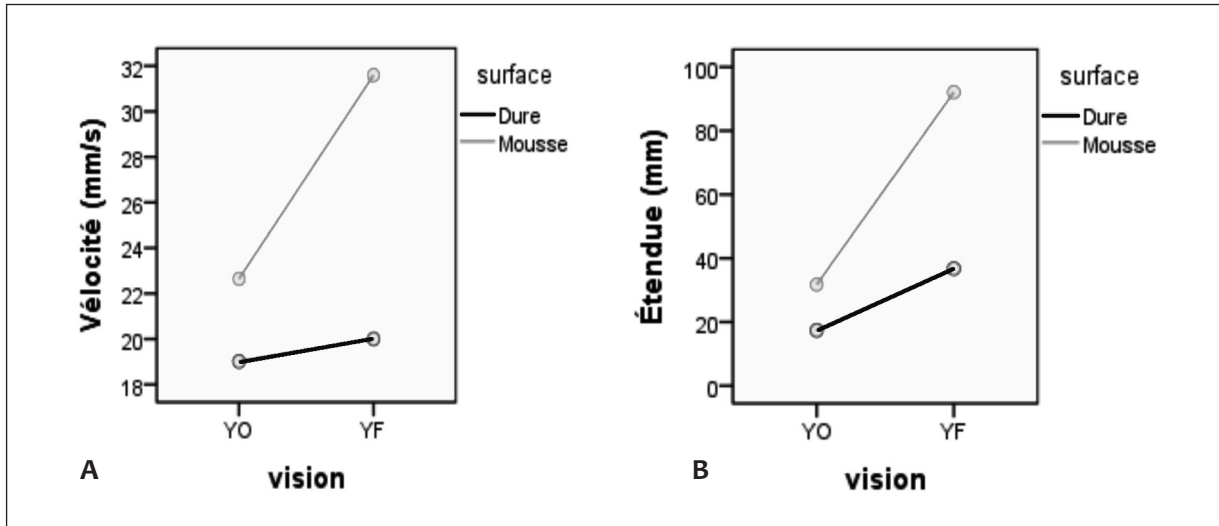 Vélocité (mm/s)
32
30
28
26
24
22
20
18
YO YF
vision
A
surface
Dure
Mousse
Étendue (mm)
100
80
60
40
20
0
YO YF
vision
B
surface
Dure
Mousse